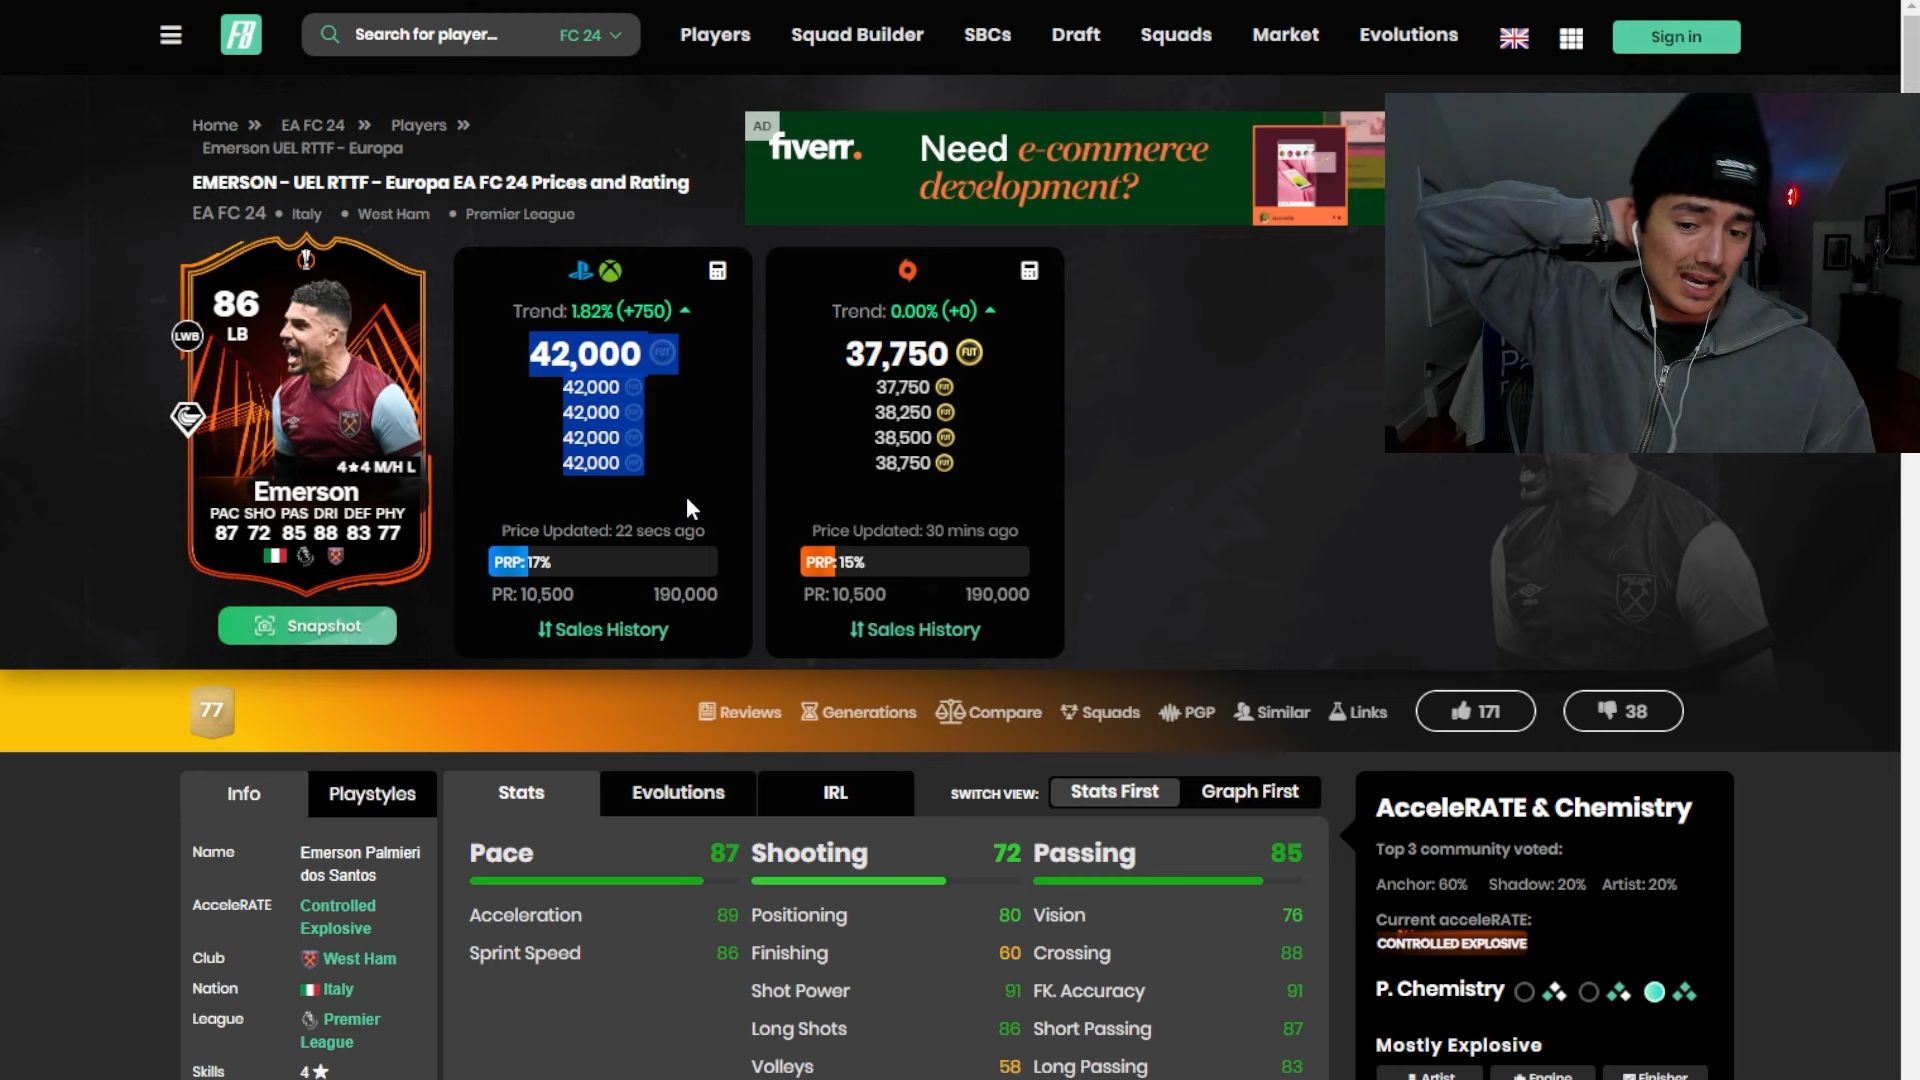 Search for player...
FC 24
Players
Squad Builder
SBCs
Draft
Squads
Market
Evolutions
Sign in
Home » EA FC 24 » Players »
Emerson UEL RTTF - Europa
EMERSON - UEL RTTF - Europa EA FC 24 Prices and Rating
EA FC 24 • Italy • West Ham • Premier League
AD
fiverr.
Need e-commerce
development?
86
LB
LWB
4★4 M/H L
Emerson
PAC SHO PAS DRI DEF PHY
87 72 85 88 83 77
Snapshot
Trend: 1.82% (+750)
42,000
42,000
42,000
42,000
42,000
Price Updated: 22 secs ago
PRP: 17%
PR: 10,500 190,000
Sales History
Trend: 0.00% (+0)
37,750 FUT
37,750
38,250
38,500
38,750
Price Updated: 30 mins ago
PRP: 15%
PR: 10,500 190,000
Sales History
77
Reviews
Generations
Compare
Squads
PGP
Similar
Links
171
38
Info
Playstyles
Name Emerson Palmieri
dos Santos
AcceleRATE Controlled
Explosive
Club West Ham
Nation Italy
League Premier
League
Skills 4★
Stats
Evolutions
IRL
SWITCH VIEW:
Stats First
Graph First
Pace 87
Acceleration 89
Sprint Speed 86
Shooting 72
Positioning 80
Finishing 60
Shot Power 91
Long Shots 86
Volleys 58
Passing 85
Vision 76
Crossing 88
FK. Accuracy 91
Short Passing 87
Long Passing 83
AcceleRATE & Chemistry
Top 3 community voted:
Anchor: 60% Shadow: 20% Artist: 20%
Current acceleRATE:
CONTROLLED EXPLOSIVE
P. Chemistry
Mostly Explosive
Artist
Engine
Finisher